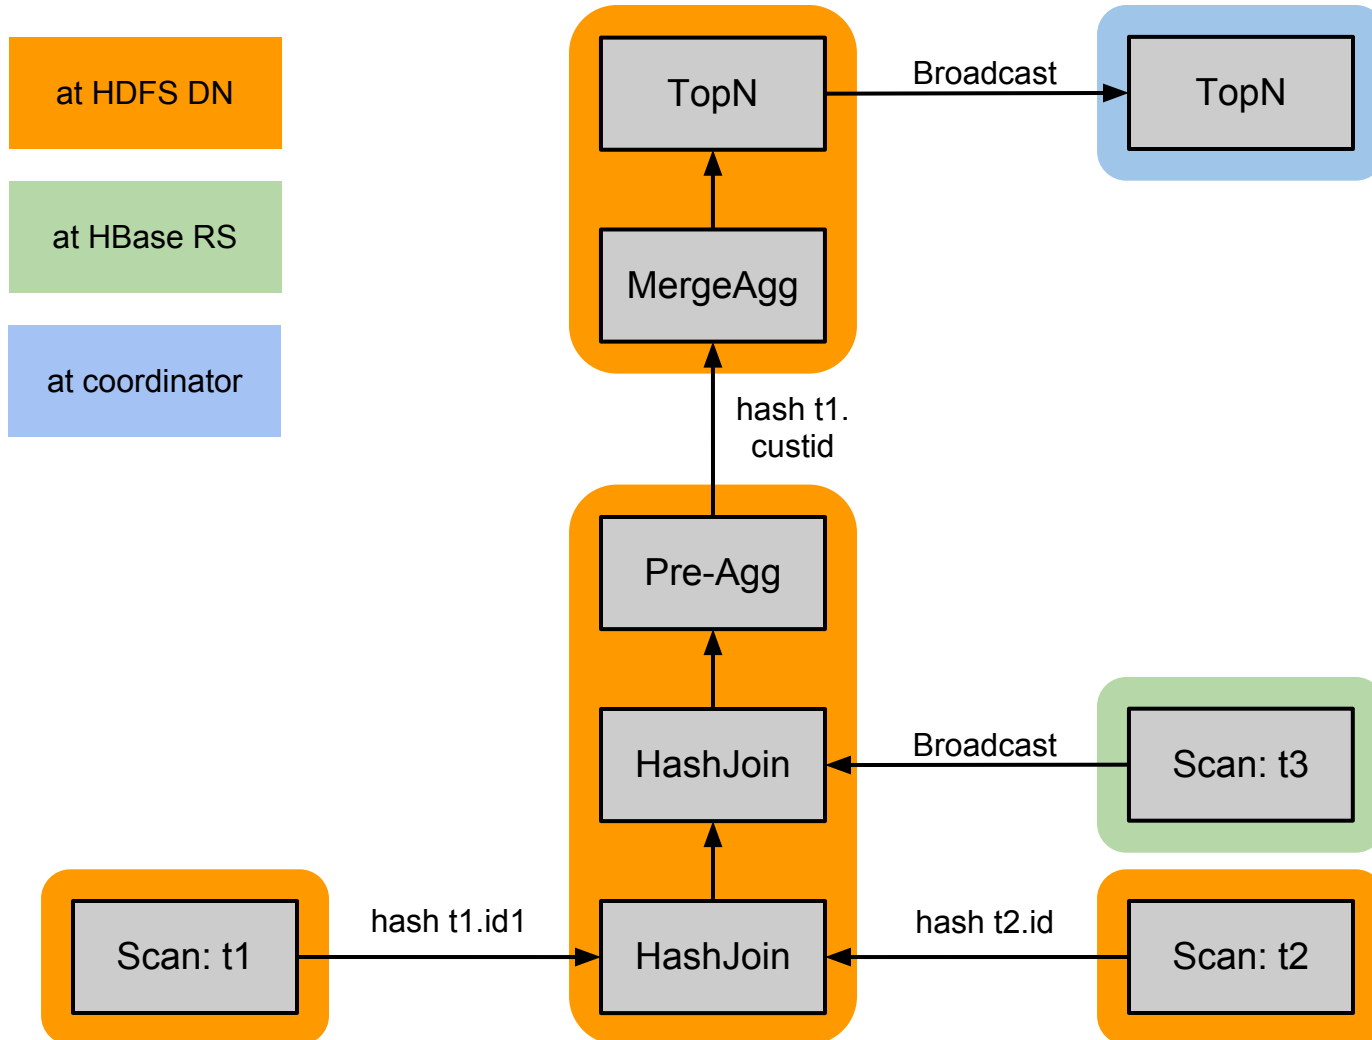 at HDFS DN
at HBase RS
at coordinator
TopN
Broadcast
TopN
MergeAgg
hash t1.
custid
Pre-Agg
HashJoin
Broadcast
Scan: t3
Scan: t1
hash t1.id1
HashJoin
hash t2.id
Scan: t2